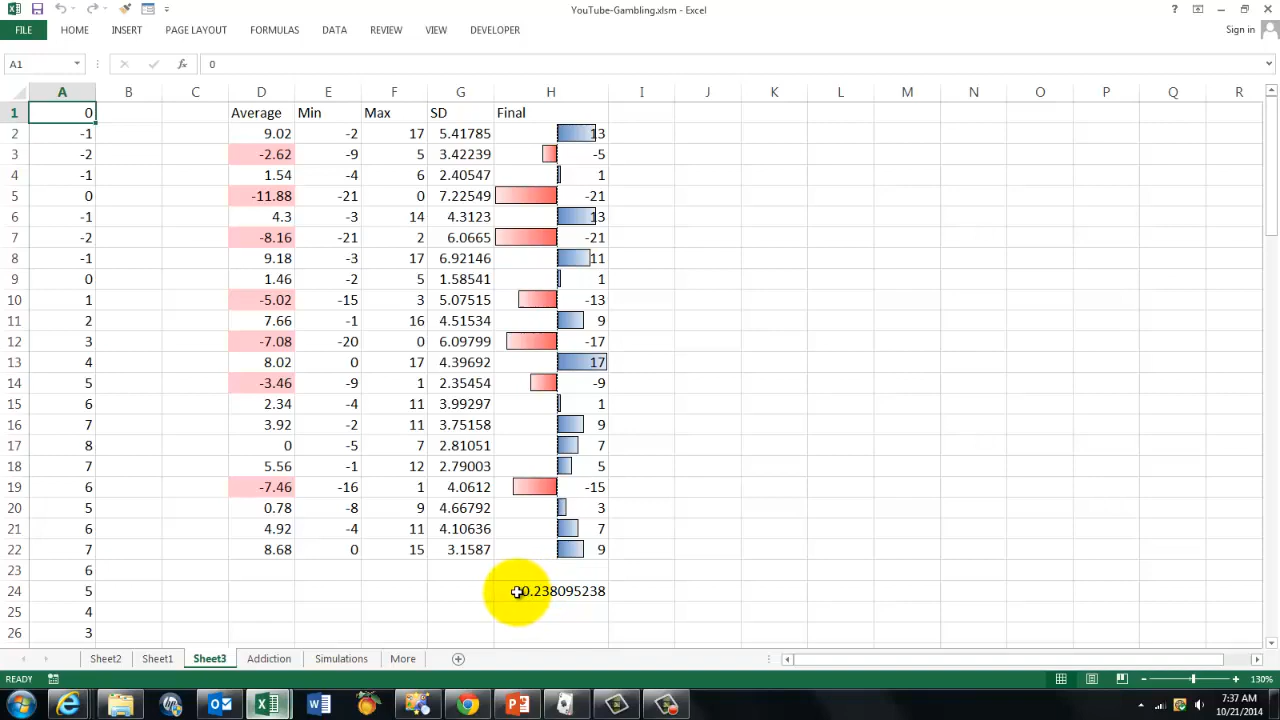 YouTube-Gambling.xlsm - Excel
FILE HOME INSERT PAGE LAYOUT FORMULAS DATA REVIEW VIEW DEVELOPER Sign in
A1 fx 0
A B C D E F G H I J K L M N O P Q R
1 0 Average Min Max SD Final
2 -1 9.02 -2 17 5.41785 13
3 -2 -2.62 -9 5 3.42239 -5
4 -1 1.54 -4 6 2.40547 1
5 0 -11.88 -21 0 7.22549 -21
6 -1 4.3 -3 14 4.3123 13
7 -2 -8.16 -21 2 6.0665 -21
8 -1 9.18 -3 17 6.92146 11
9 0 1.46 -2 5 1.58541 1
10 1 -5.02 -15 3 5.07515 -13
11 2 7.66 -1 16 4.51534 9
12 3 -7.08 -20 0 6.09799 -17
13 4 8.02 0 17 4.39692 17
14 5 -3.46 -9 1 2.35454 -9
15 6 2.34 -4 11 3.99297 1
16 7 3.92 -2 11 3.75158 9
17 8 0 -5 7 2.81051 7
18 7 5.56 -1 12 2.79003 5
19 6 -7.46 -16 1 4.0612 -15
20 5 0.78 -8 9 4.66792 3
21 6 4.92 -4 11 4.10636 7
22 7 8.68 0 15 3.1587 9
23 6
24 5 0.238095238
25 4
26 3
Sheet2 Sheet1 Sheet3 Addiction Simulations More
READY 130%
7:37 AM
10/21/2014